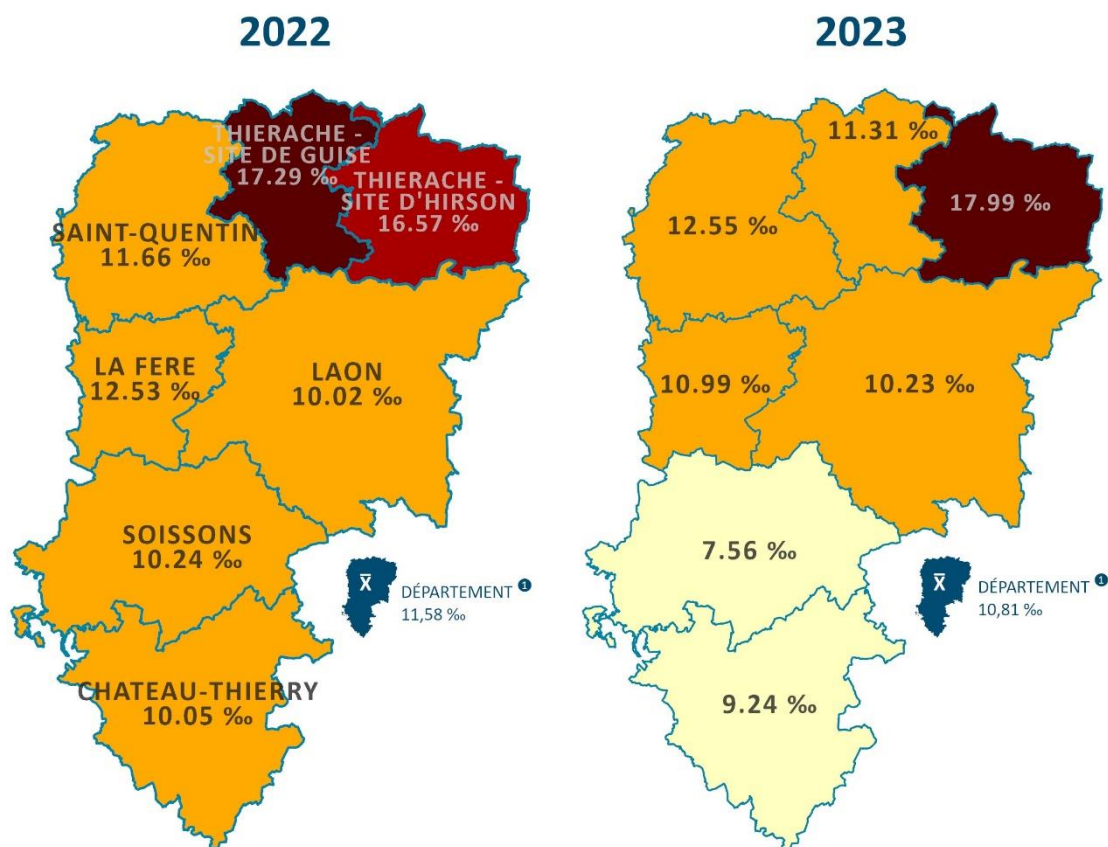 2022
THIERACHE -
SITE DE GUISE
17.29 ‰
THIERACHE -
SITE D'HIRSON
16.57 ‰
SAINT-QUENTIN
11.66 ‰
LA FERE
12.53 ‰
LAON
10.02 ‰
SOISSONS
10.24 ‰
X̅
DÉPARTEMENT ❶
11,58 ‰
CHATEAU-THIERRY
10.05 ‰
2023
11.31 ‰
17.99 ‰
12.55 ‰
10.99 ‰
10.23 ‰
7.56 ‰
X̅
DÉPARTEMENT ❶
10,81 ‰
9.24 ‰